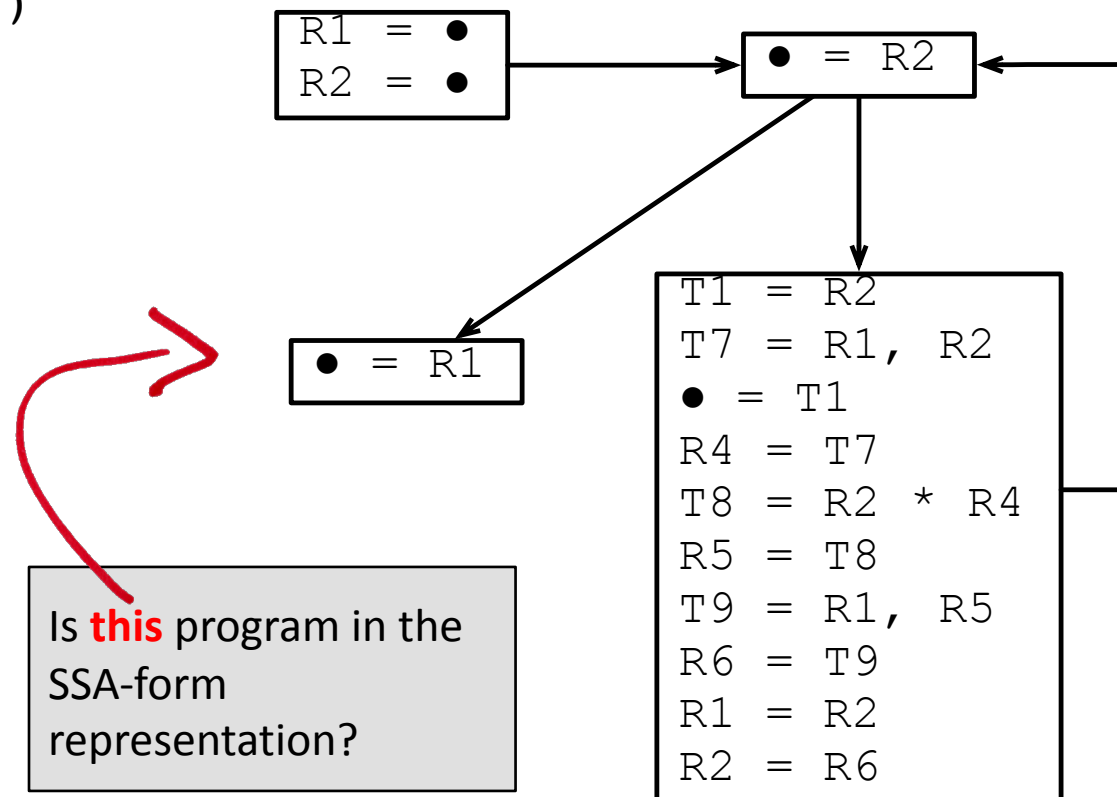 )
R1 = ●
R2 = ●
● = R2
● = R1
T1 = R2
T7 = R1, R2
● = T1
R4 = T7
T8 = R2 * R4
R5 = T8
T9 = R1, R5
R6 = T9
R1 = R2
R2 = R6
Is this program in the
SSA-form
representation?